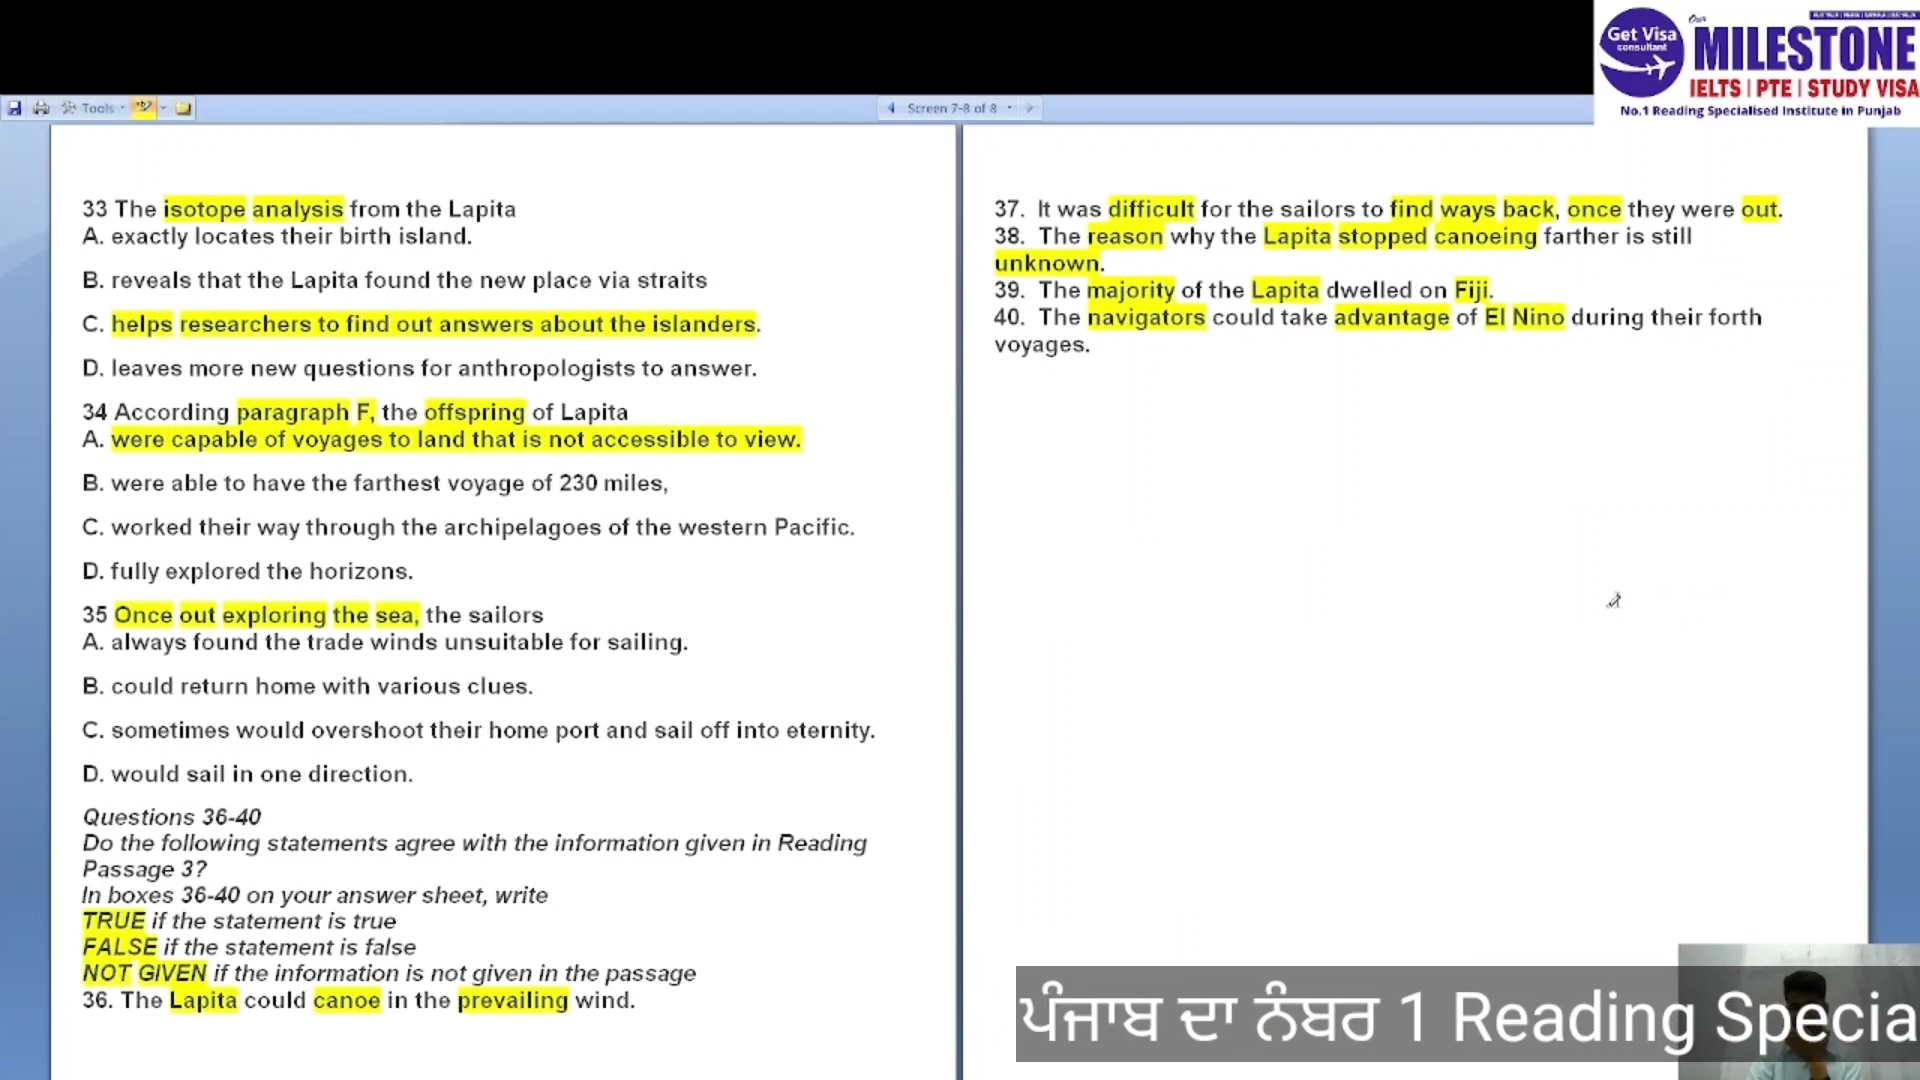 Get Visa
consultant
Our
MILESTONE
IELTS | PTE | STUDY VISA
No.1 Reading Specialised Institute in Punjab
Tools
Screen 7-8 of 8
33 The isotope analysis from the Lapita
A. exactly locates their birth island.
B. reveals that the Lapita found the new place via straits
C. helps researchers to find out answers about the islanders.
D. leaves more new questions for anthropologists to answer.
34 According paragraph F, the offspring of Lapita
A. were capable of voyages to land that is not accessible to view.
B. were able to have the farthest voyage of 230 miles,
C. worked their way through the archipelagoes of the western Pacific.
D. fully explored the horizons.
35 Once out exploring the sea, the sailors
A. always found the trade winds unsuitable for sailing.
B. could return home with various clues.
C. sometimes would overshoot their home port and sail off into eternity.
D. would sail in one direction.
Questions 36-40
Do the following statements agree with the information given in Reading
Passage 3?
In boxes 36-40 on your answer sheet, write
TRUE if the statement is true
FALSE if the statement is false
NOT GIVEN if the information is not given in the passage
36. The Lapita could canoe in the prevailing wind.
37. It was difficult for the sailors to find ways back, once they were out.
38. The reason why the Lapita stopped canoeing farther is still
unknown.
39. The majority of the Lapita dwelled on Fiji.
40. The navigators could take advantage of El Nino during their forth
voyages.
ਪੰਜਾਬ ਦਾ ਨੰਬਰ 1 Reading Specia